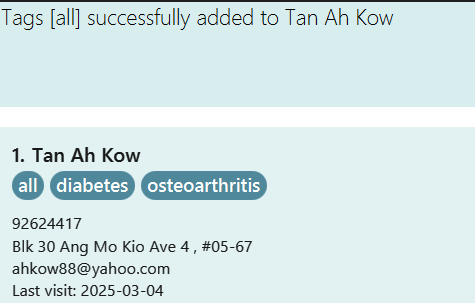 Tags [all] successfully added to Tan Ah Kow
1. Tan Ah Kow
all diabetes osteoarthritis
92624417
Blk 30 Ang Mo Kio Ave 4 , #05-67
ahkow88@yahoo.com
Last visit: 2025-03-04